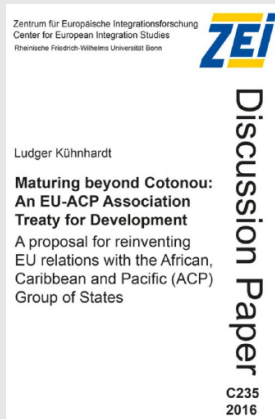 Zentrum für Europäische Integrationsforschung
Center for European Integration Studies
Rheinische Friedrich-Wilhelms Universität Bonn
ZEI
Discussion Paper
Ludger Kühnhardt
Maturing beyond Cotonou:
An EU-ACP Association
Treaty for Development
A proposal for reinventing
EU relations with the African,
Caribbean and Pacific (ACP)
Group of States
C235
2016